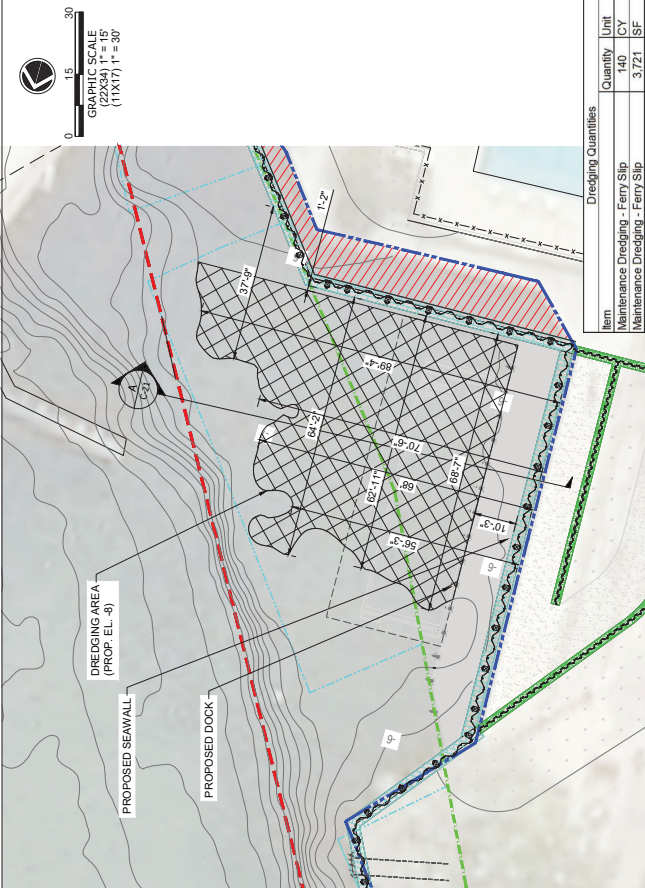 0 15 30
GRAPHIC SCALE
(22X34) 1" = 15'
(11X17) 1" = 30'
DREDGING AREA
(PROP. EL. -8)
PROPOSED SEAWALL
PROPOSED DOCK
A
C-21
37'-9"
1'-2"
89'-4"
64'-2"
70'-6"
68'
62'-11"
68'-7"
56'-3"
10'-3"
-6
-6
Dredging Quantities
Item Quantity Unit
Maintenance Dredging - Ferry Slip 140 CY
Maintenance Dredging - Ferry Slip 3,721 SF